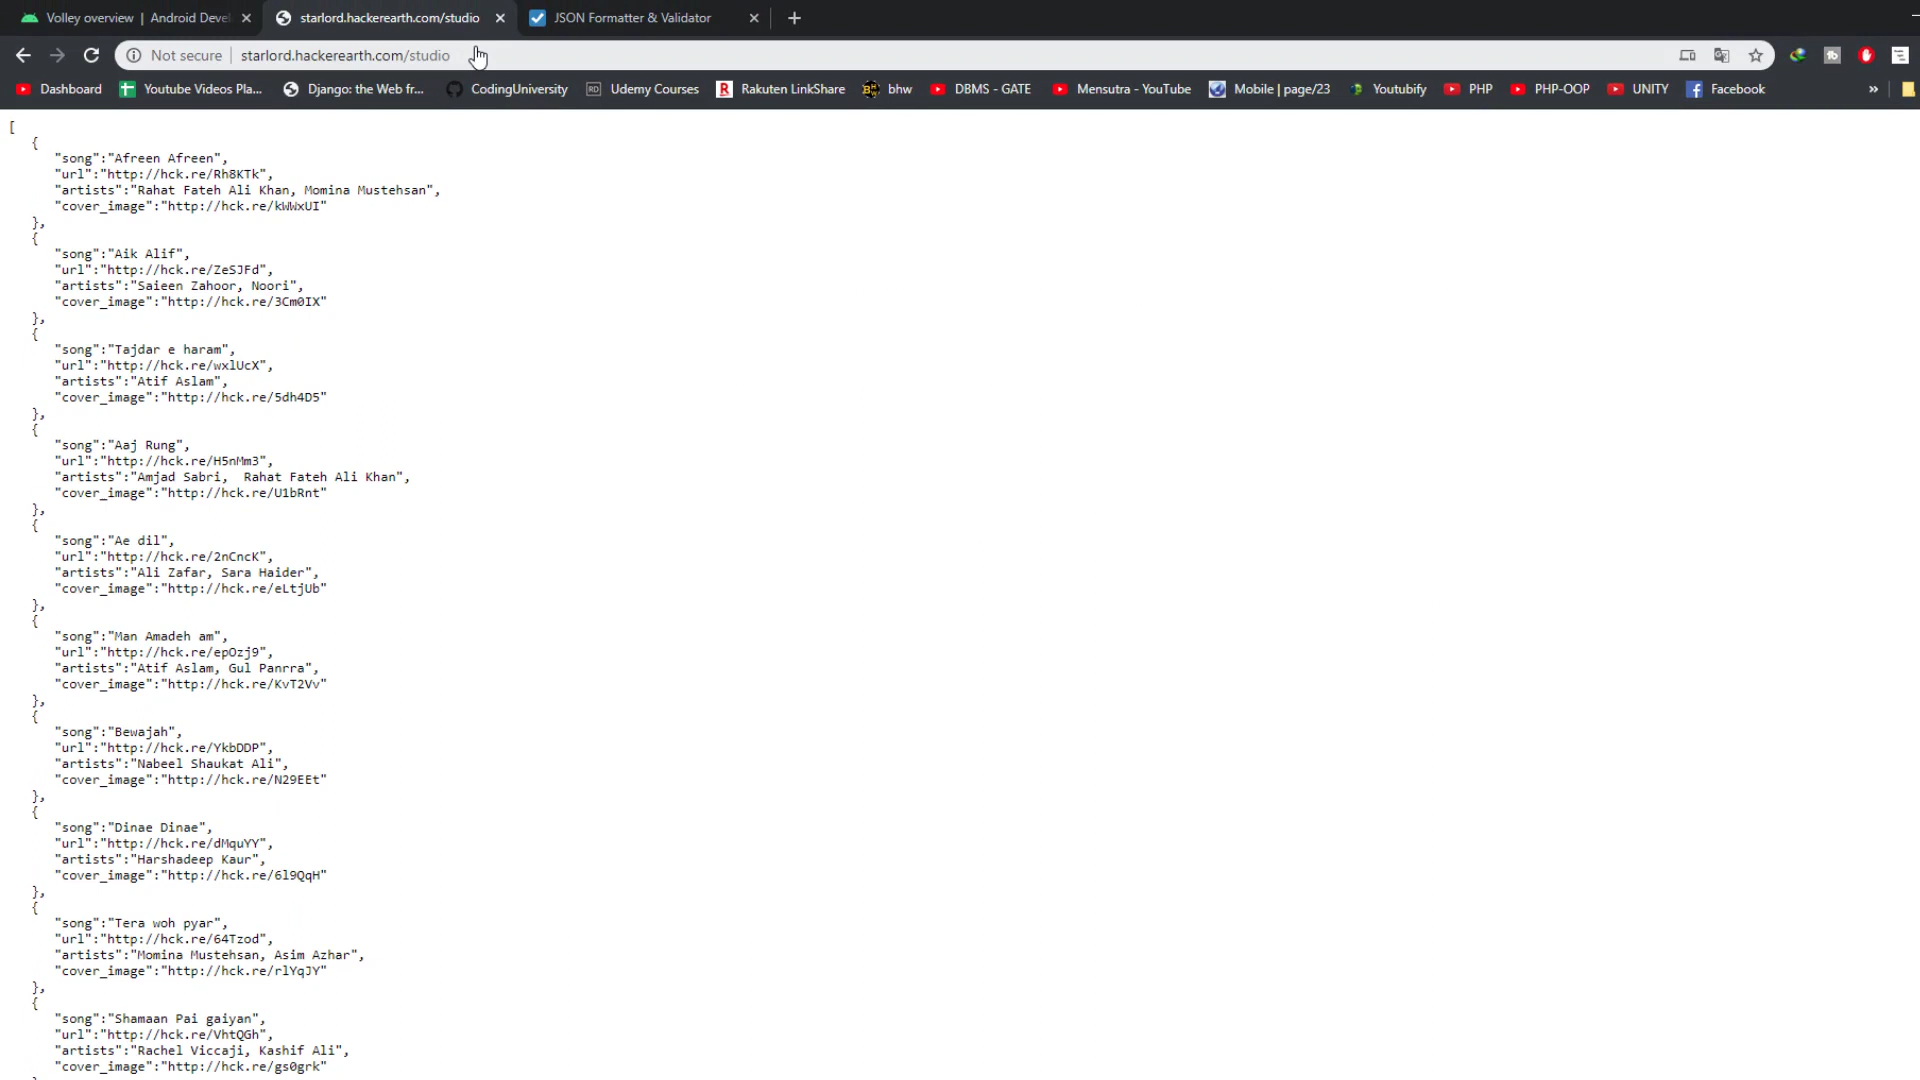 Volley overview | Android Deve
starlord.hackerearth.com/studio
JSON Formatter & Validator
Not secure
starlord.hackerearth.com/studio
Dashboard
Youtube Videos Pla...
Django: the Web fr...
CodingUniversity
Udemy Courses
Rakuten LinkShare
bhw
DBMS - GATE
Mensutra - YouTube
Mobile | page/23
Youtubify
PHP
PHP-OOP
UNITY
Facebook
»
[
{
"song":"Afreen Afreen",
"url":"http://hck.re/Rh8KTk",
"artists":"Rahat Fateh Ali Khan, Momina Mustehsan",
"cover_image":"http://hck.re/kWWxUI"
},
{
"song":"Aik Alif",
"url":"http://hck.re/ZeSJFd",
"artists":"Saieen Zahoor, Noori",
"cover_image":"http://hck.re/3Cm0IX"
},
{
"song":"Tajdar e haram",
"url":"http://hck.re/wxlUcX",
"artists":"Atif Aslam",
"cover_image":"http://hck.re/5dh4D5"
},
{
"song":"Aaj Rung",
"url":"http://hck.re/H5nMm3",
"artists":"Amjad Sabri,  Rahat Fateh Ali Khan",
"cover_image":"http://hck.re/U1bRnt"
},
{
"song":"Ae dil",
"url":"http://hck.re/2nCncK",
"artists":"Ali Zafar, Sara Haider",
"cover_image":"http://hck.re/eLtjUb"
},
{
"song":"Man Amadeh am",
"url":"http://hck.re/epOzj9",
"artists":"Atif Aslam, Gul Panrra",
"cover_image":"http://hck.re/KvT2Vv"
},
{
"song":"Bewajah",
"url":"http://hck.re/YkbDDP",
"artists":"Nabeel Shaukat Ali",
"cover_image":"http://hck.re/N29EEt"
},
{
"song":"Dinae Dinae",
"url":"http://hck.re/dMquYY",
"artists":"Harshadeep Kaur",
"cover_image":"http://hck.re/6l9QqH"
},
{
"song":"Tera woh pyar",
"url":"http://hck.re/64Tzod",
"artists":"Momina Mustehsan, Asim Azhar",
"cover_image":"http://hck.re/rlYqJY"
},
{
"song":"Shamaan Pai gaiyan",
"url":"http://hck.re/VhtQGh",
"artists":"Rachel Viccaji, Kashif Ali",
"cover_image":"http://hck.re/gs0grk"